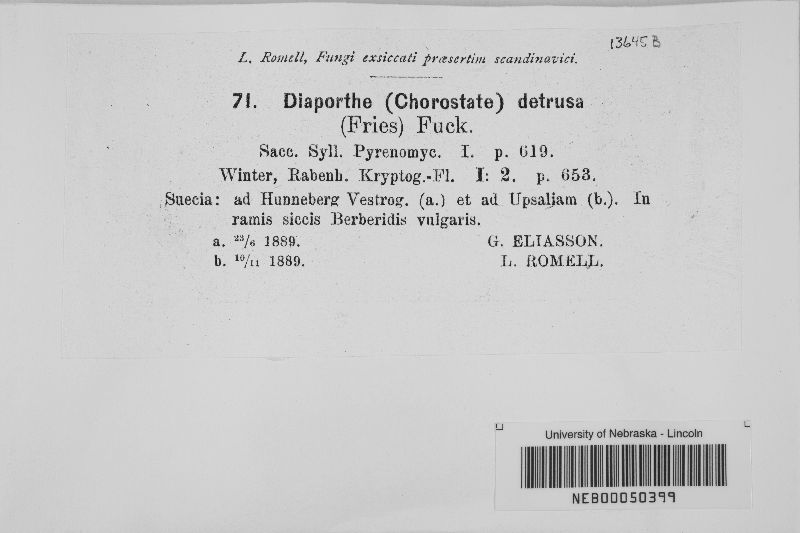 13645 B
L. Romell, Fungi exsiccati præsertim scandinavici.
71. Diaporthe (Chorostate) detrusa
(Fries) Fuck.
Sacc. Syll. Pyrenomyc. I. p. 619.
Winter, Rabenh. Kryptog.-Fl. I: 2. p. 653.
Suecia: ad Hunneberg Vestrog. (a.) et ad Upsaliam (b.). In
ramis siccis Berberidis vulgaris.
a. 23/6 1889. G. ELIASSON.
b. 10/11 1889. L. ROMELL.
University of Nebraska - Lincoln
NEB00050399